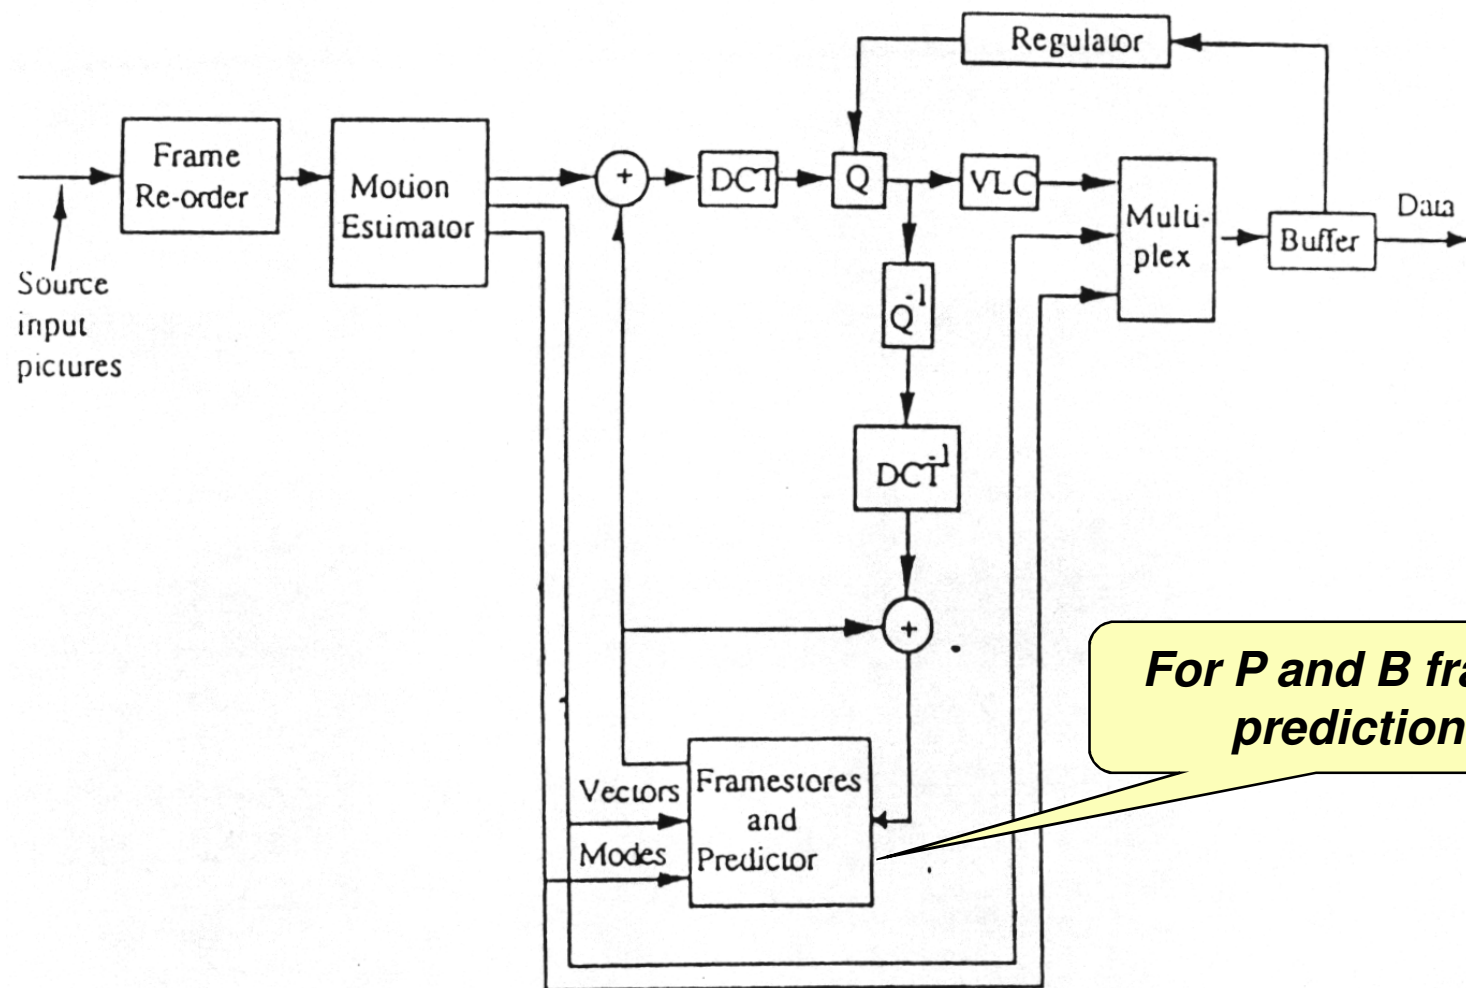 Regulator
Frame
Re-order
Motion
Estimator
+
DCT
Q
VLC
Multi-
plex
Buffer
Data
Source
input
pictures
Q-1
DCT-1
+
For P and B fra
prediction
Vectors
Modes
Framestores
and
Predictor